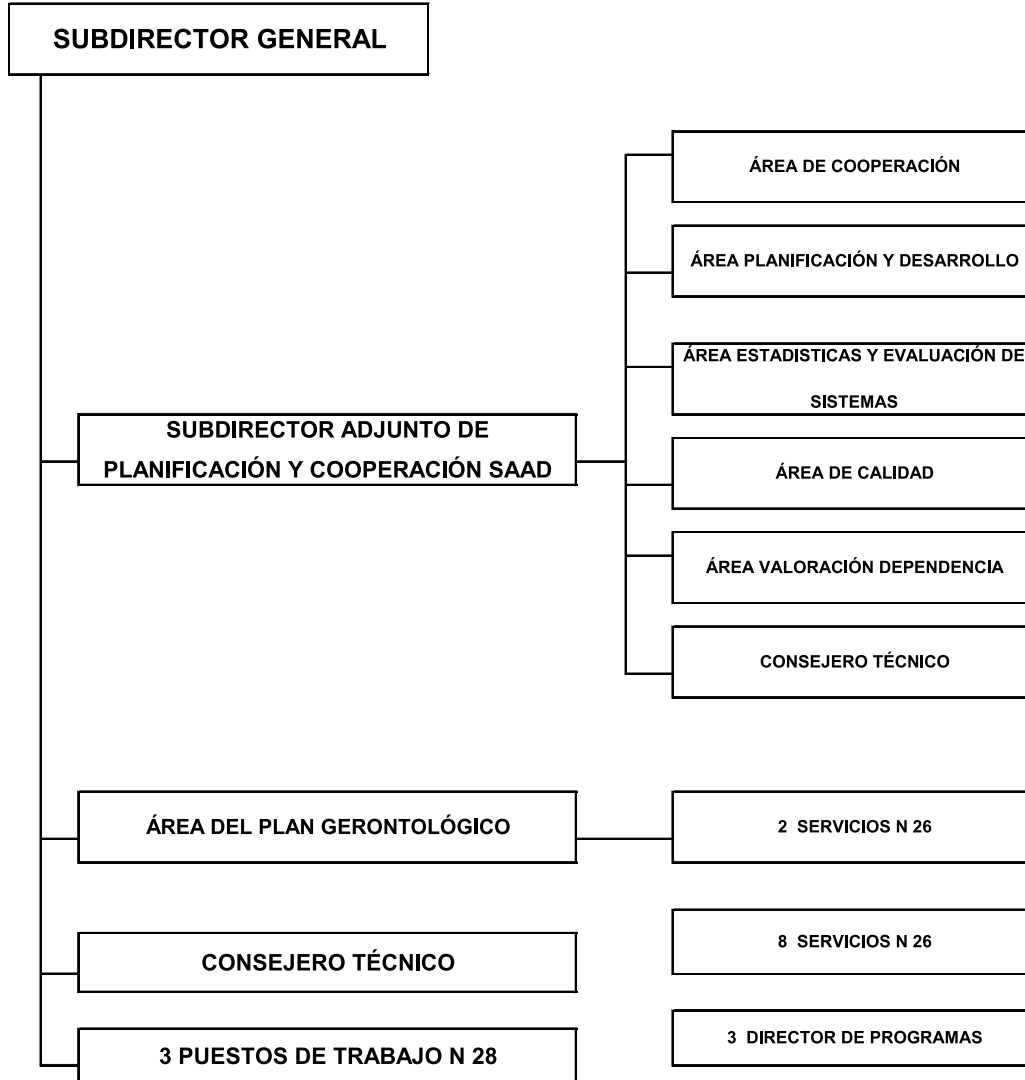 SUBDIRECTOR GENERAL
ÁREA DE COOPERACIÓN
ÁREA PLANIFICACIÓN Y DESARROLLO
ÁREA ESTADISTICAS Y EVALUACIÓN DE
SISTEMAS
SUBDIRECTOR ADJUNTO DE
PLANIFICACIÓN Y COOPERACIÓN SAAD
ÁREA DE CALIDAD
ÁREA VALORACIÓN DEPENDENCIA
CONSEJERO TÉCNICO
ÁREA DEL PLAN GERONTOLÓGICO
2 SERVICIOS N 26
8 SERVICIOS N 26
CONSEJERO TÉCNICO
3 DIRECTOR DE PROGRAMAS
3 PUESTOS DE TRABAJO N 28